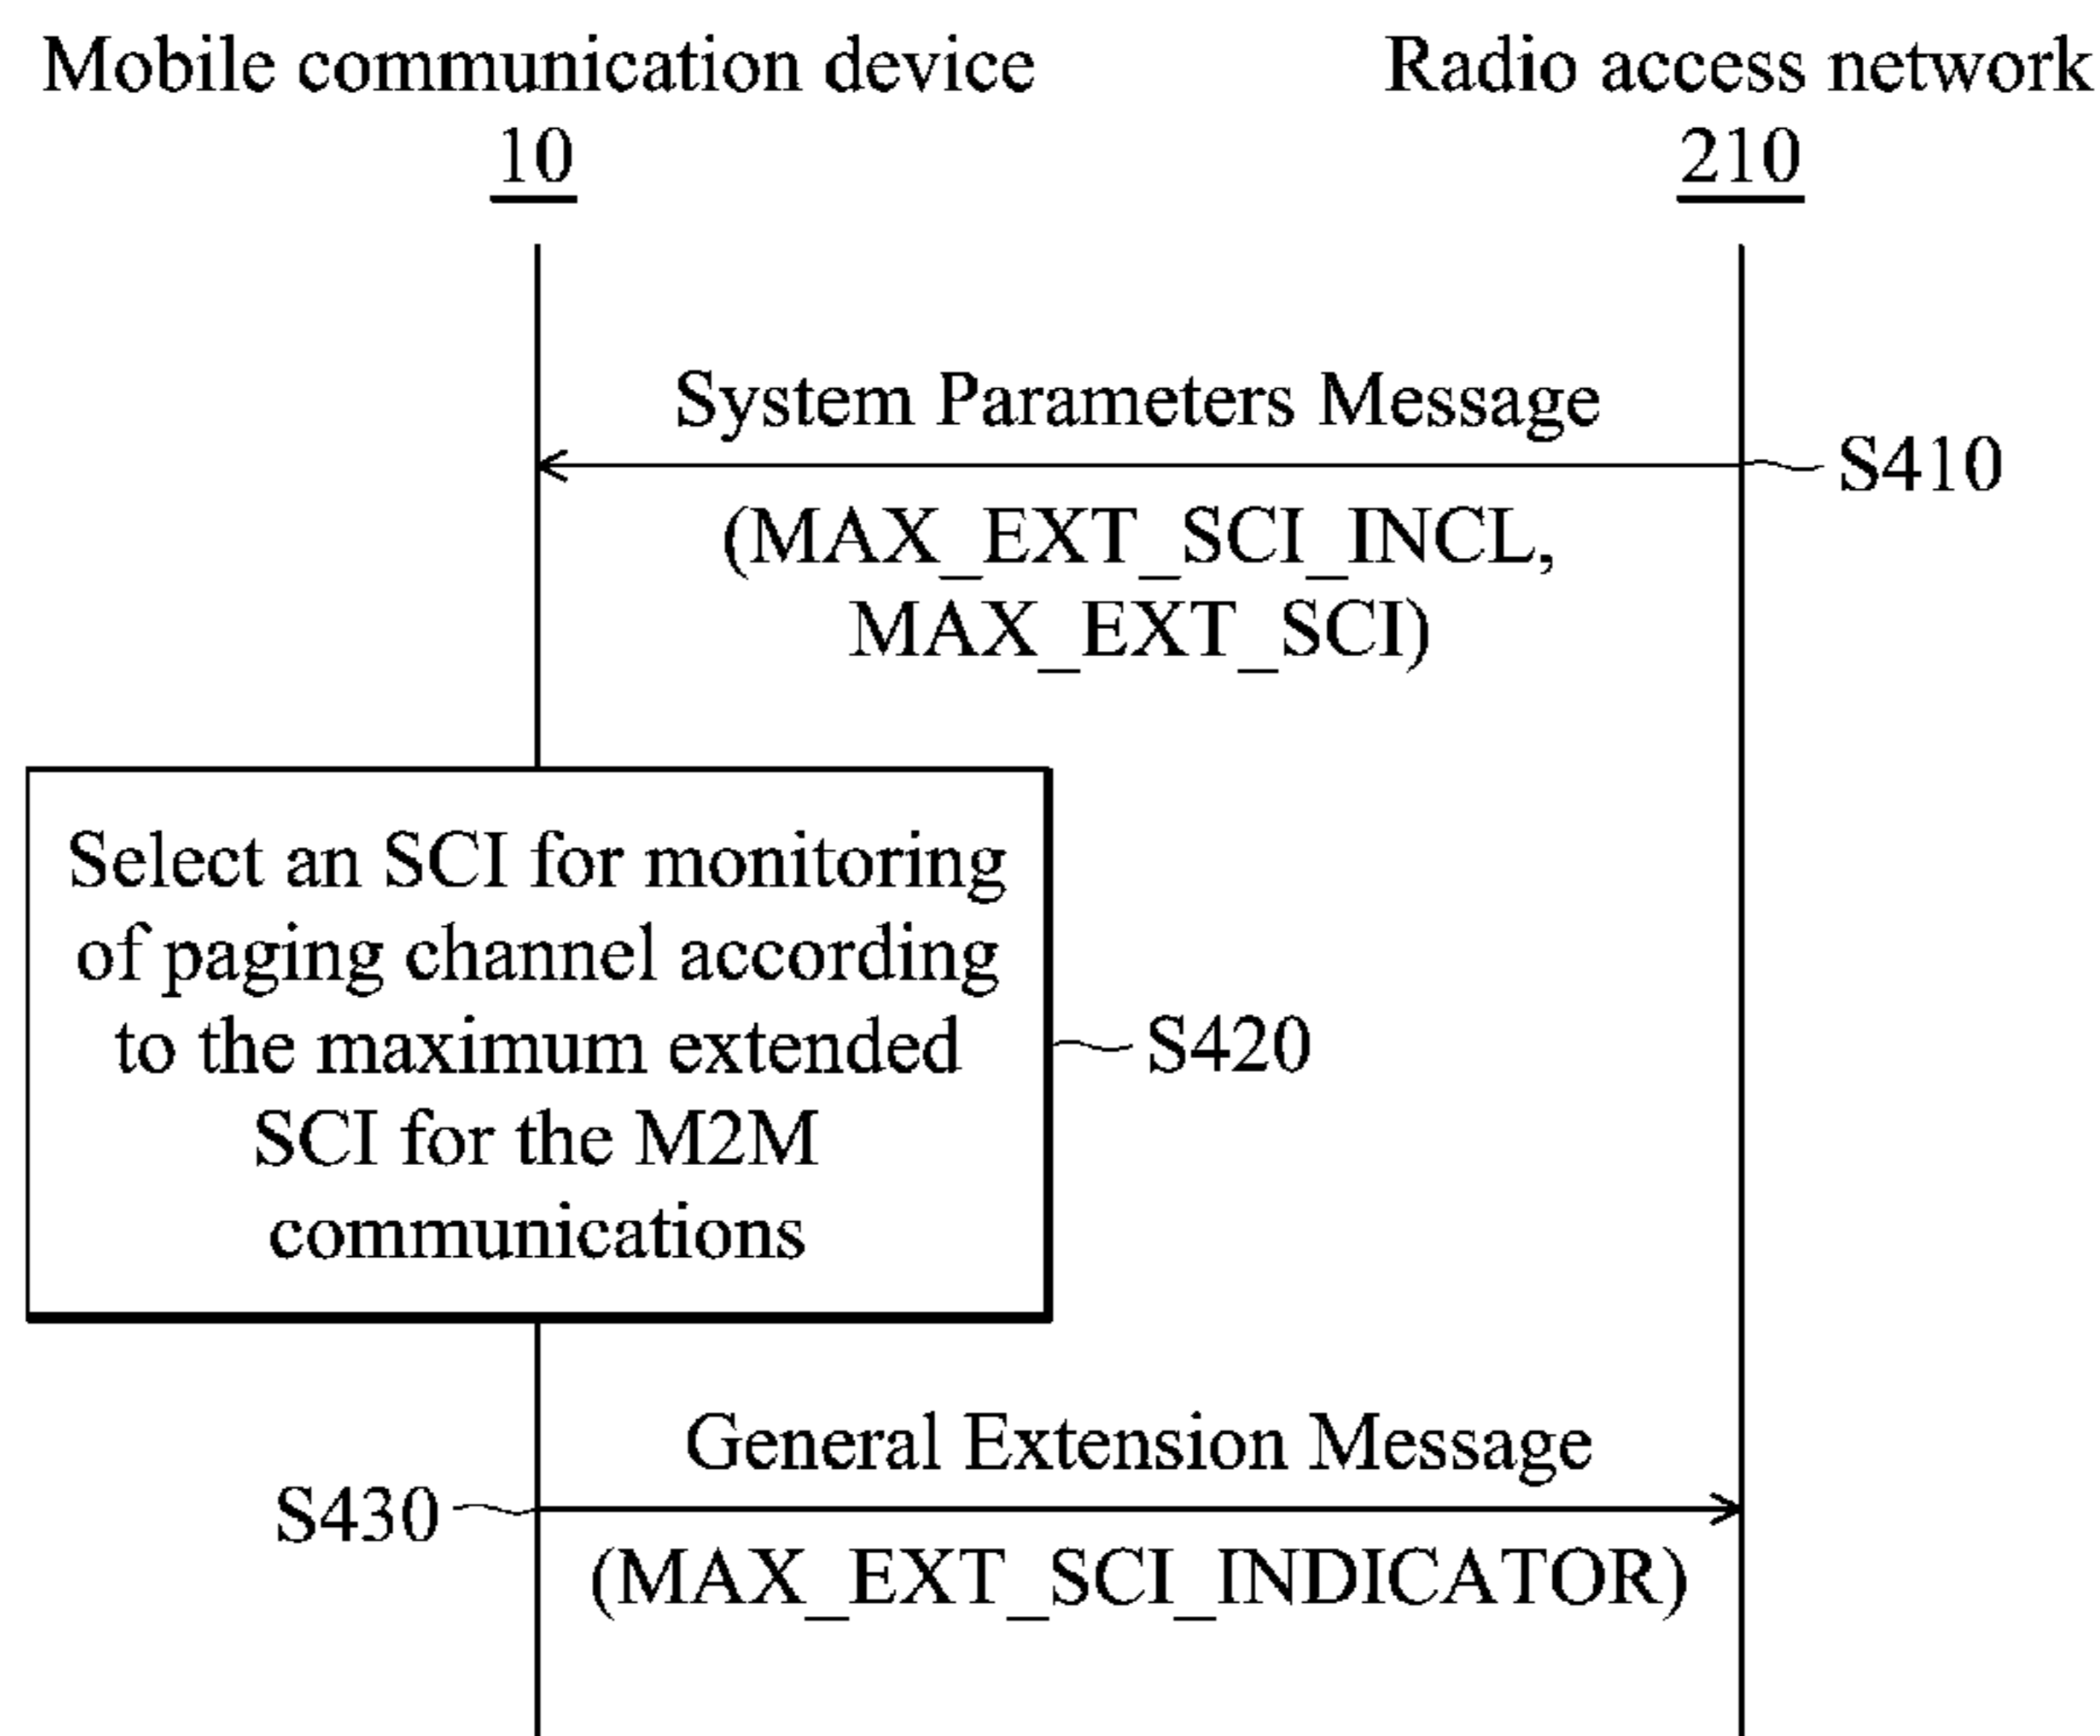 Mobile communication device
10
Radio access network
210
System Parameters Message
S410
(MAX_EXT_SCI_INCL,
MAX_EXT_SCI)
Select an SCI for monitoring
of paging channel according
to the maximum extended
SCI for the M2M
communications
S420
General Extension Message
S430
(MAX_EXT_SCI_INDICATOR)